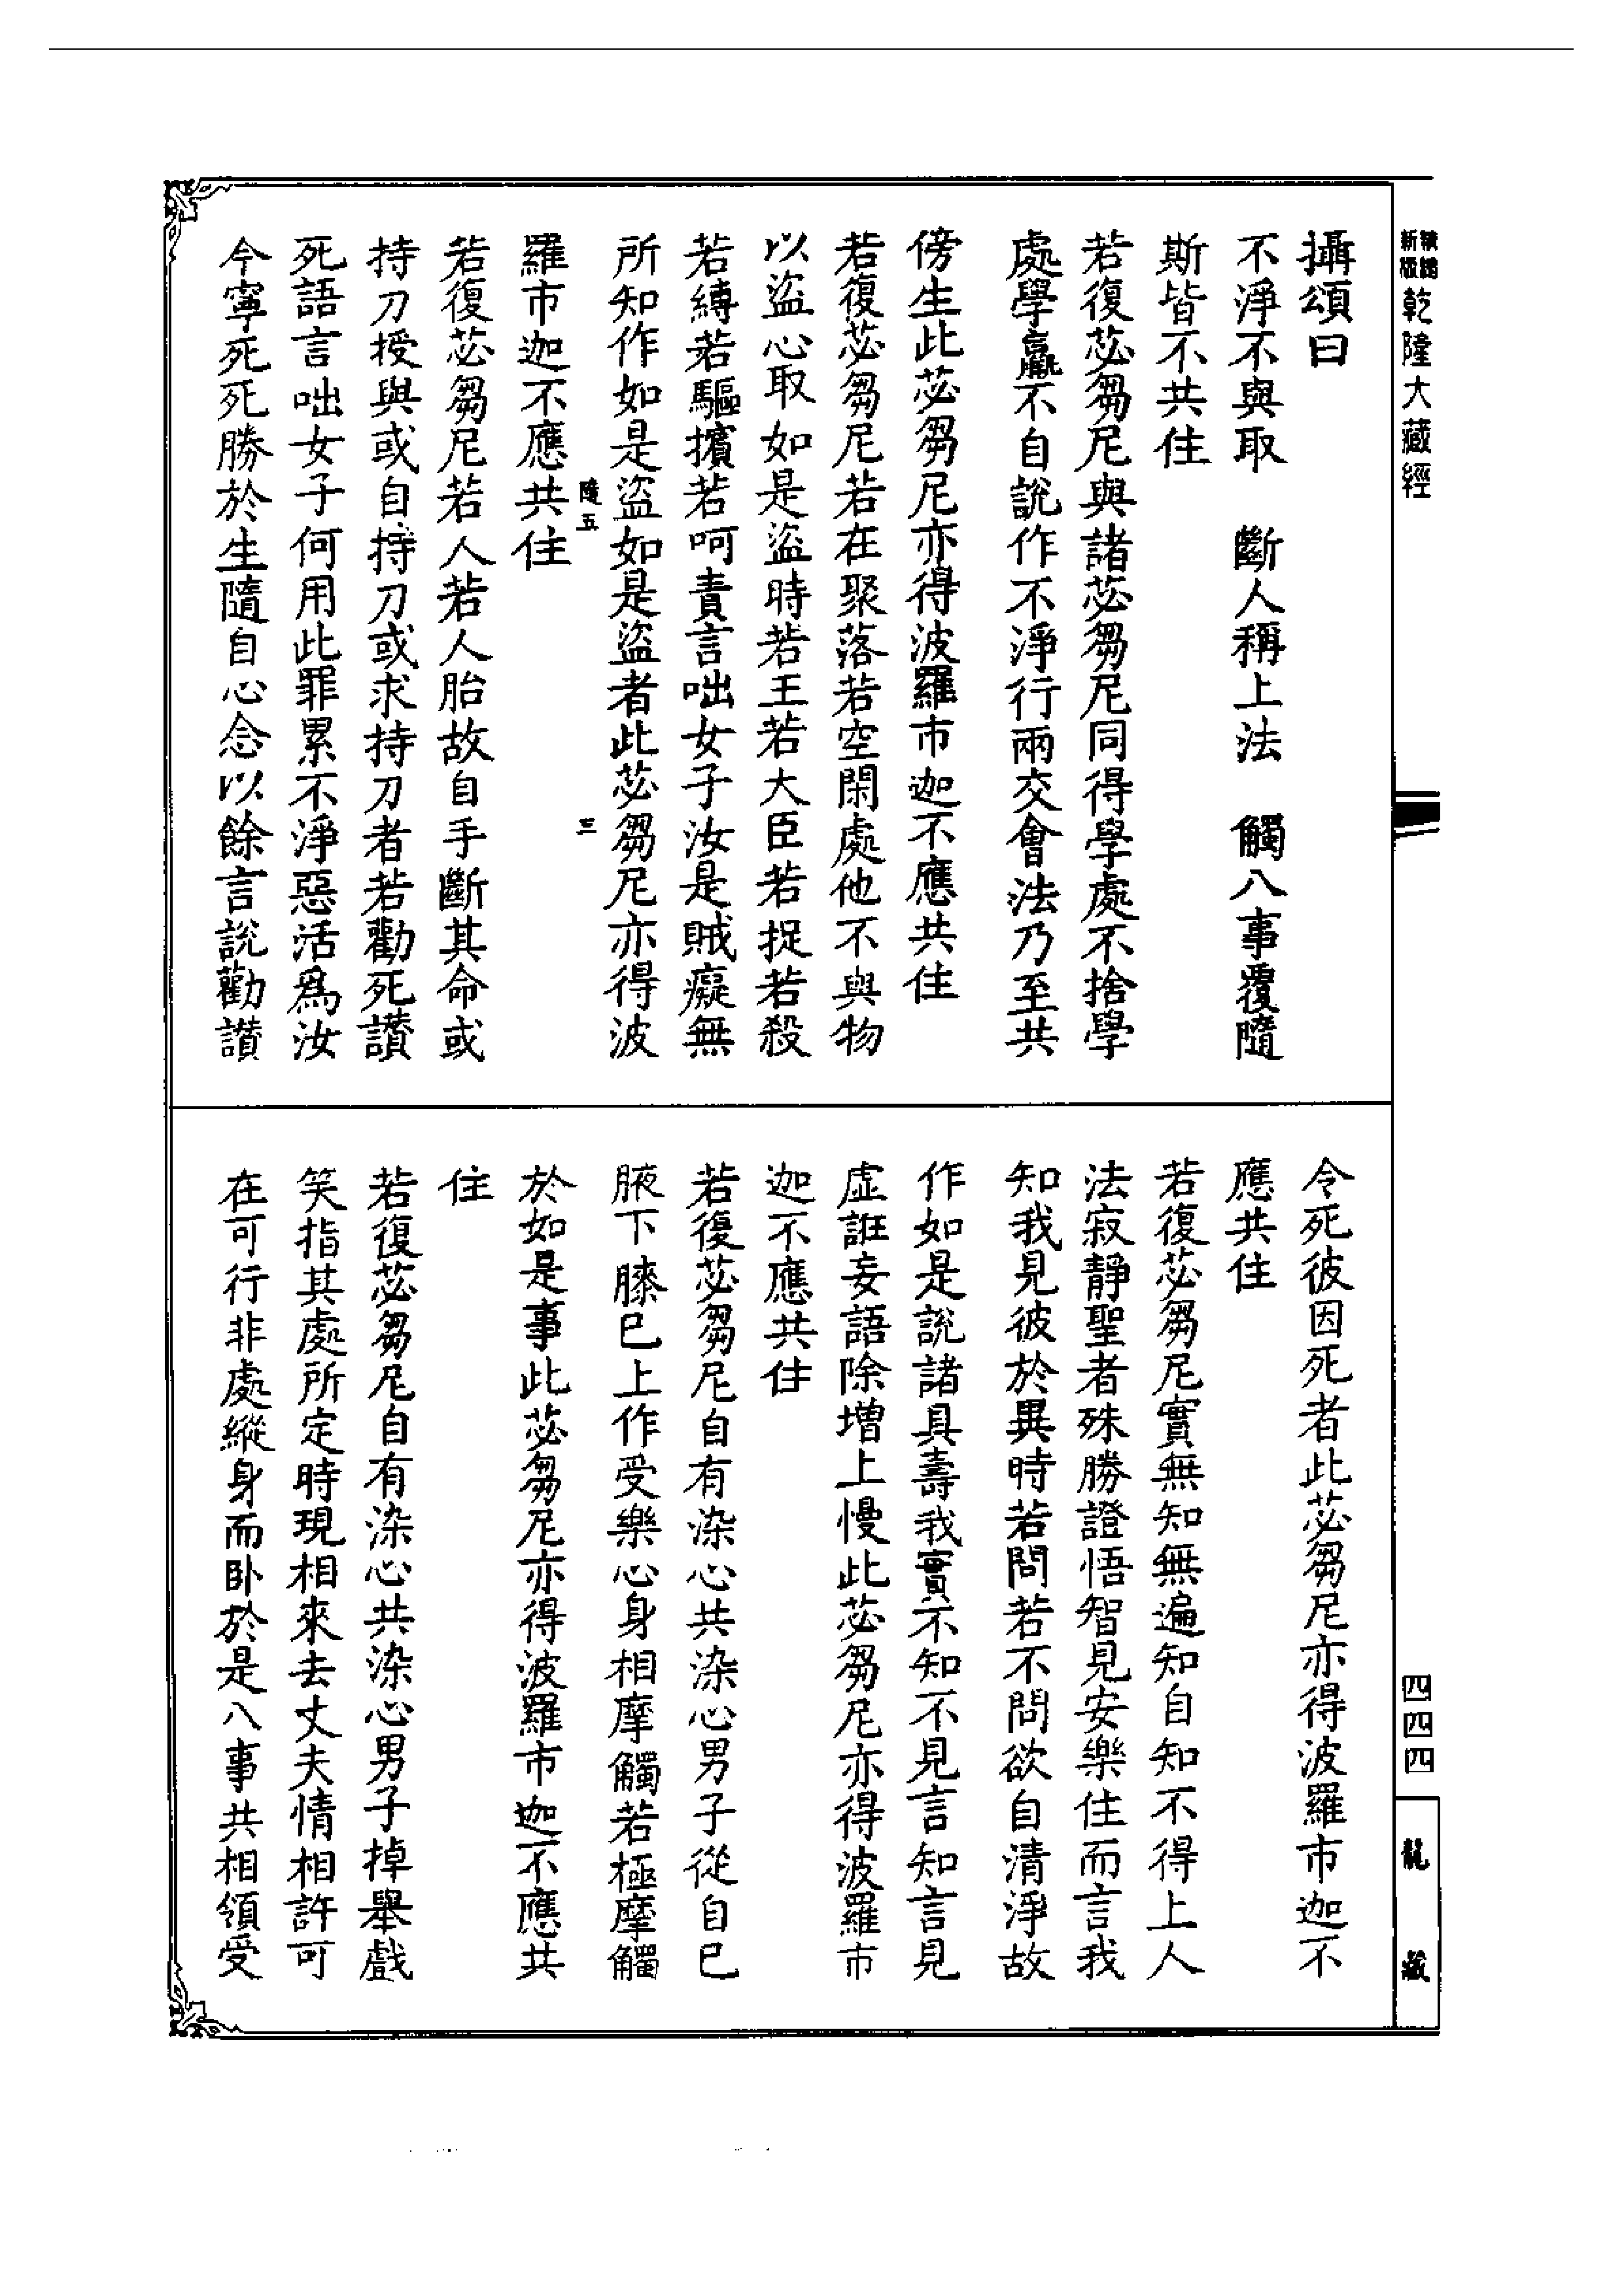 新版
乾隆大藏經
攝頌曰
不淨不與取　斷人稱上法　觸八事覆隨
斯皆不共住
若復苾芻尼與諸苾芻尼同得學處不捨學
處學羸不自說作不淨行兩交會法乃至共
傍生此苾芻尼亦得波羅市迦不應共住
若復苾芻尼若在聚落若空閑處他不與物
以盜心取如是盜時若王若大臣若捉若殺
若縛若驅擯若呵責言咄女子汝是賊癡無
所知作如是盜如是盜者此苾芻尼亦得波
隨五　三
羅市迦不應共住
若復苾芻尼若人若人胎故自手斷其命或
持刀授與或自持刀或求持刀者若勸死讃
死語言咄女子何用此罪累不淨惡活爲汝
今寧死死勝於生隨自心念以餘言說勸讃
令死彼因死者此苾芻尼亦得波羅市迦不
應共住
若復苾芻尼實無知無遍知自知不得上人
法寂靜聖者殊勝證悟智見安樂住而言我
知我見彼於異時若問若不問欲自清淨故
作如是說諸具壽我實不知不見言知言見
虛誑妄語除增上慢此苾芻尼亦得波羅市
迦不應共住
若復苾芻尼自有染心共染心男子從自已
腋下膝已上作受樂心身相摩觸若極摩觸
於如是事此苾芻尼亦得波羅市迦不應共
住
若復苾芻尼自有染心共染心男子掉舉戲
笑指其處所定時現相來去丈夫情相許可
在可行非處縱身而卧於是八事共相領受
四四四
龍藏